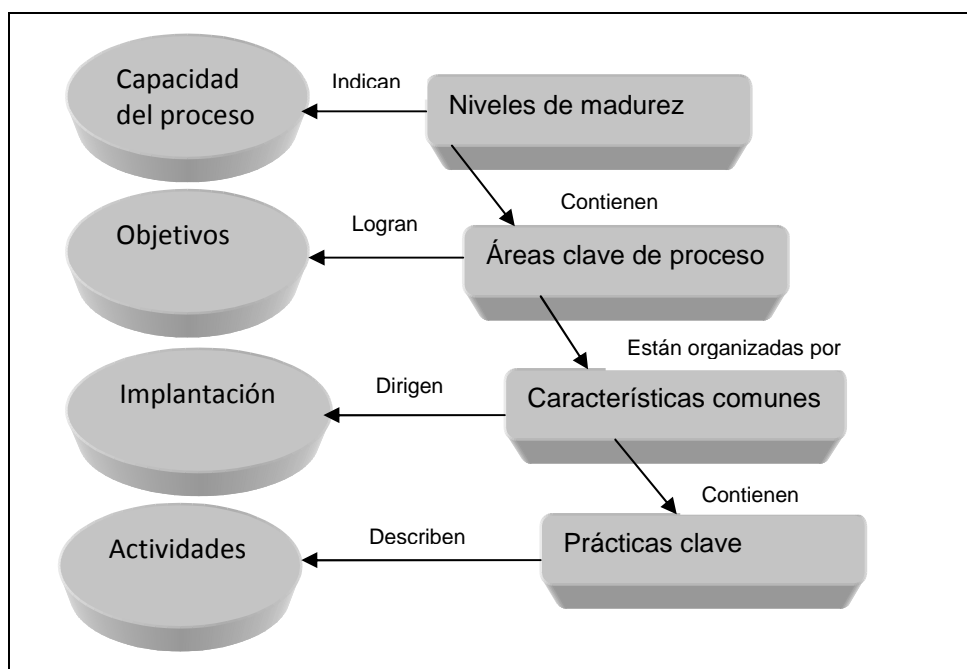 Capacidad
del proceso
Indican
Niveles de madurez
Contienen
Objetivos
Logran
Áreas clave de proceso
Están organizadas por
Implantación
Dirigen
Características comunes
Contienen
Actividades
Describen
Prácticas clave